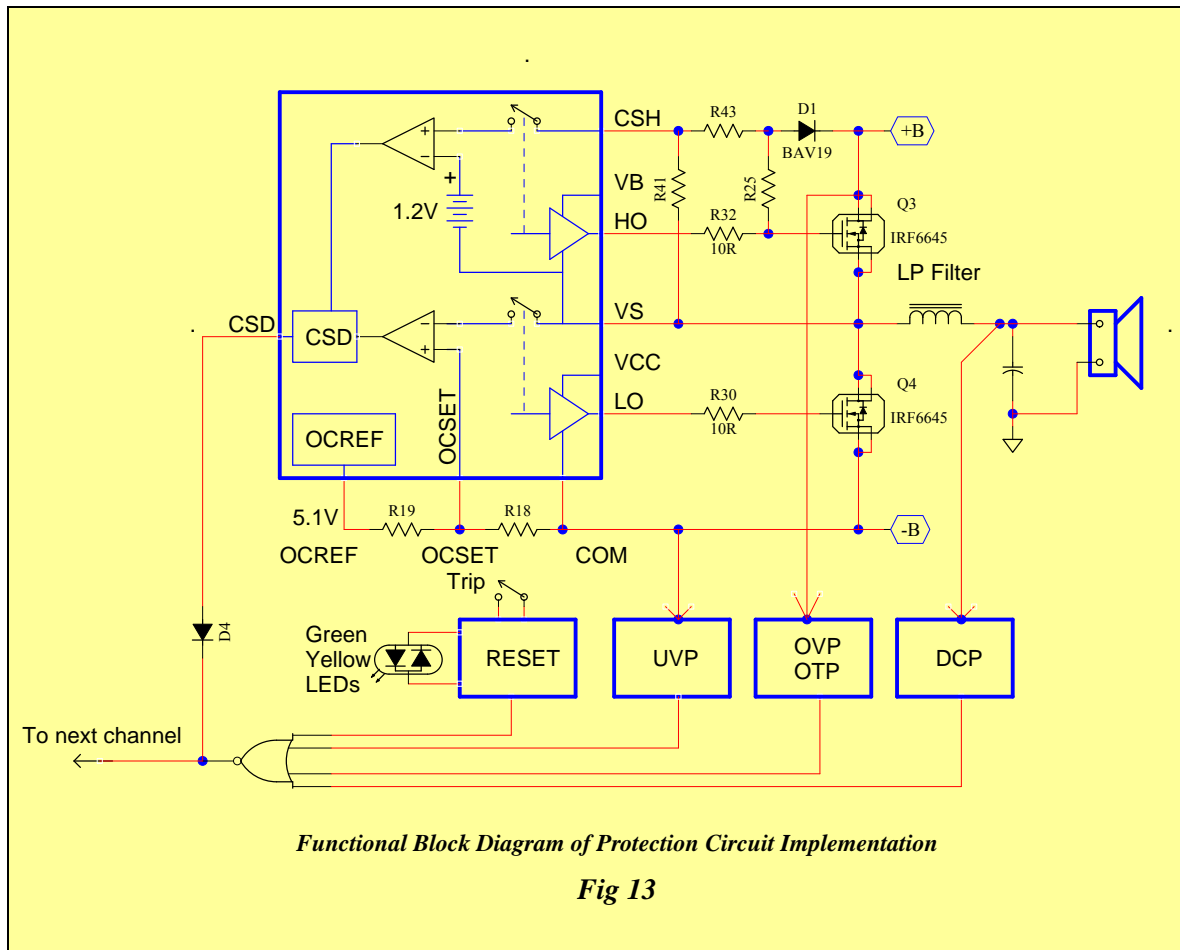 CSH
R43
D1
BAV19
+B
+
1.2V
+
−
VB
HO
R41
R32
10R
R25
Q3
IRF6645
LP Filter
CSD
CSD
−
+
VS
VCC
LO
R30
10R
Q4
IRF6645
OCREF
OCSET
5.1V
OCREF
R19
OCSET
R18
COM
-B
Trip
D4
Green
Yellow
LEDs
RESET
UVP
OVP
OTP
DCP
To next channel
Functional Block Diagram of Protection Circuit Implementation
Fig 13